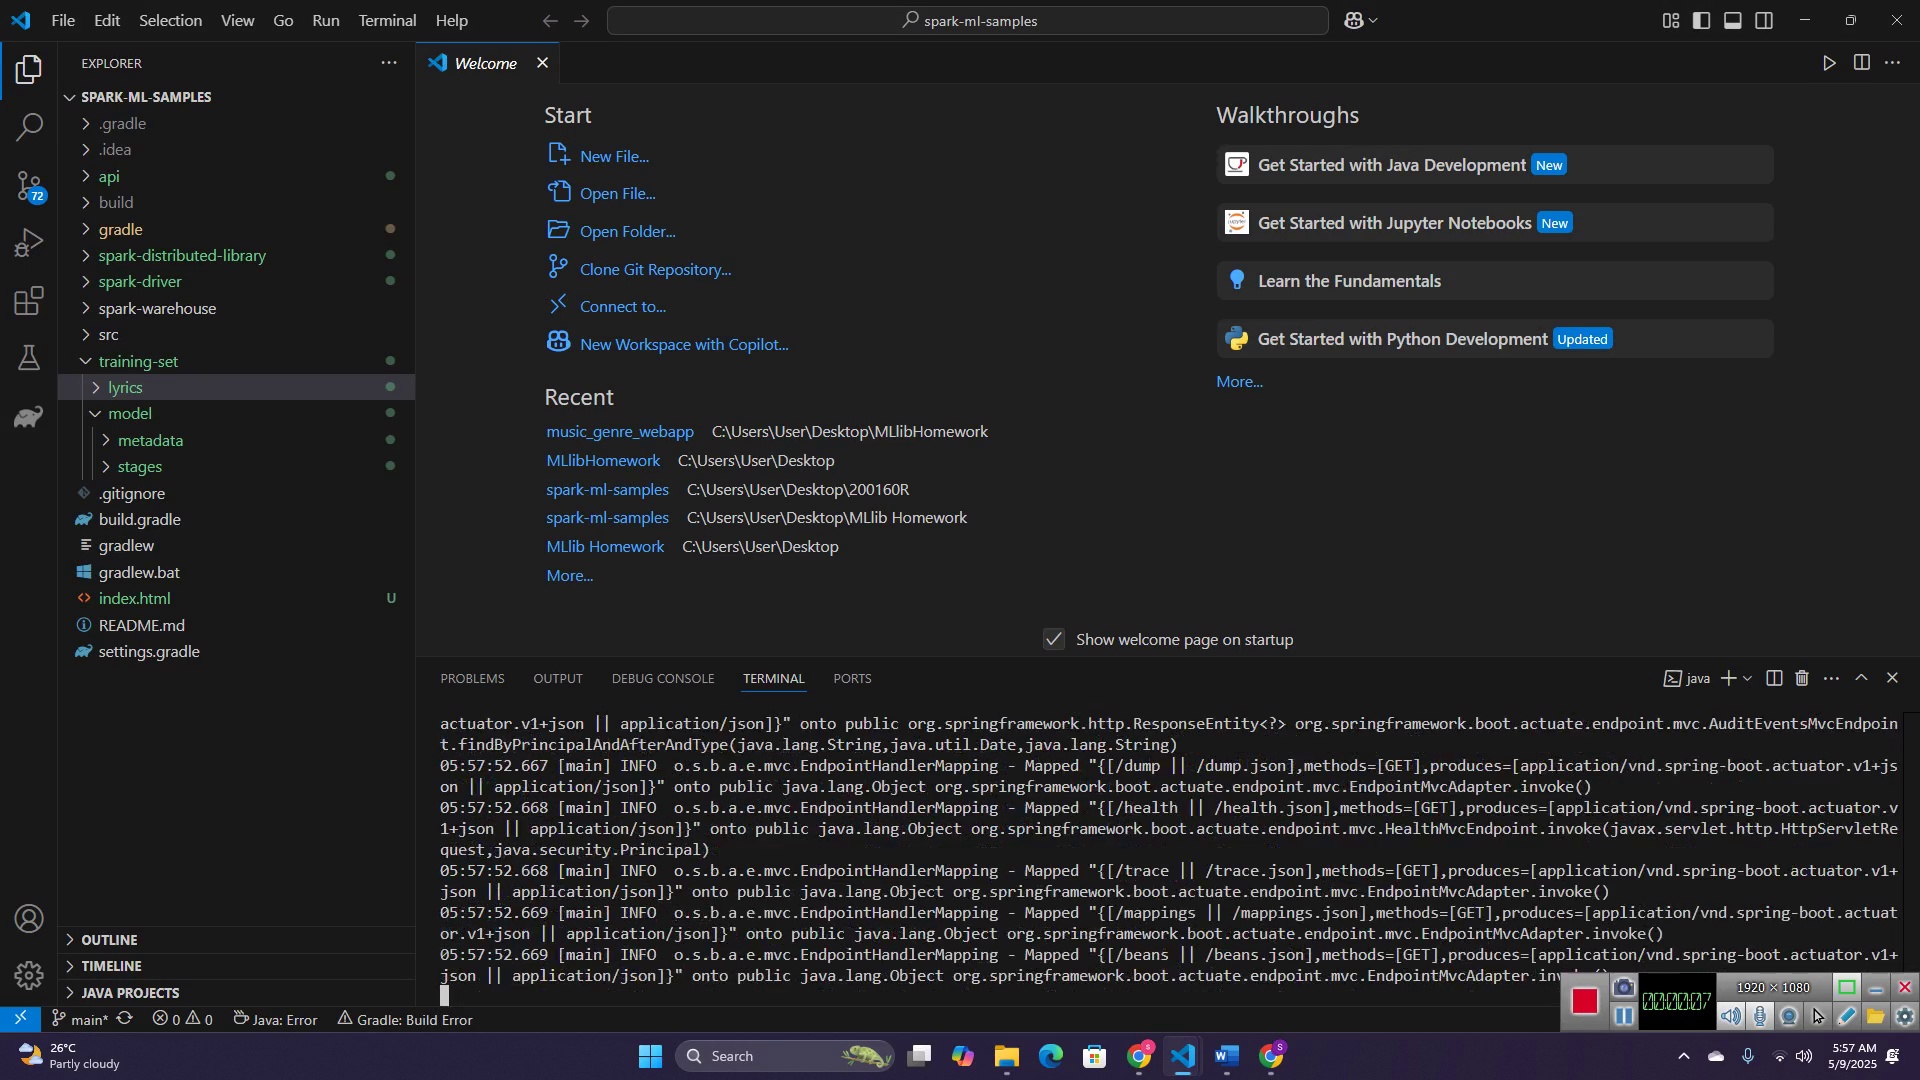 File Edit Selection View Go Run Terminal Help
spark-ml-samples
EXPLORER
Welcome
SPARK-ML-SAMPLES
.gradle
.idea
api
build
gradle
spark-distributed-library
spark-driver
spark-warehouse
src
training-set
lyrics
model
metadata
stages
.gitignore
build.gradle
gradlew
gradlew.bat
index.html U
README.md
settings.gradle
OUTLINE
TIMELINE
JAVA PROJECTS
72
Start
New File...
Open File...
Open Folder...
Clone Git Repository...
Connect to...
New Workspace with Copilot...
Recent
music_genre_webapp C:\Users\User\Desktop\MLlibHomework
MLlibHomework C:\Users\User\Desktop
spark-ml-samples C:\Users\User\Desktop\200160R
spark-ml-samples C:\Users\User\Desktop\MLlib Homework
MLlib Homework C:\Users\User\Desktop
More...
Walkthroughs
Get Started with Java Development New
Get Started with Jupyter Notebooks New
Learn the Fundamentals
Get Started with Python Development Updated
More...
Show welcome page on startup
PROBLEMS OUTPUT DEBUG CONSOLE TERMINAL PORTS
java
actuator.v1+json || application/json]}" onto public org.springframework.http.ResponseEntity<?> org.springframework.boot.actuate.endpoint.mvc.AuditEventsMvcEndpoin
t.findByPrincipalAndAfterAndType(java.lang.String,java.util.Date,java.lang.String)
05:57:52.667 [main] INFO  o.s.b.a.e.mvc.EndpointHandlerMapping - Mapped "{[/dump || /dump.json],methods=[GET],produces=[application/vnd.spring-boot.actuator.v1+js
on || application/json]}" onto public java.lang.Object org.springframework.boot.actuate.endpoint.mvc.EndpointMvcAdapter.invoke()
05:57:52.668 [main] INFO  o.s.b.a.e.mvc.EndpointHandlerMapping - Mapped "{[/health || /health.json],methods=[GET],produces=[application/vnd.spring-boot.actuator.v
1+json || application/json]}" onto public java.lang.Object org.springframework.boot.actuate.endpoint.mvc.HealthMvcEndpoint.invoke(javax.servlet.http.HttpServletRe
quest,java.security.Principal)
05:57:52.668 [main] INFO  o.s.b.a.e.mvc.EndpointHandlerMapping - Mapped "{[/trace || /trace.json],methods=[GET],produces=[application/vnd.spring-boot.actuator.v1+
json || application/json]}" onto public java.lang.Object org.springframework.boot.actuate.endpoint.mvc.EndpointMvcAdapter.invoke()
05:57:52.669 [main] INFO  o.s.b.a.e.mvc.EndpointHandlerMapping - Mapped "{[/mappings || /mappings.json],methods=[GET],produces=[application/vnd.spring-boot.actuat
or.v1+json || application/json]}" onto public java.lang.Object org.springframework.boot.actuate.endpoint.mvc.EndpointMvcAdapter.invoke()
05:57:52.669 [main] INFO  o.s.b.a.e.mvc.EndpointHandlerMapping - Mapped "{[/beans || /beans.json],methods=[GET],produces=[application/vnd.spring-boot.actuator.v1+
json || application/json]}" onto public java.lang.Object org.springframework.boot.actuate.endpoint.mvc.EndpointMvcAdapter.
00:00:07
1920 × 1080
main* 0 0 Java: Error Gradle: Build Error
26°C
Partly cloudy
Search
5:57 AM
5/9/2025